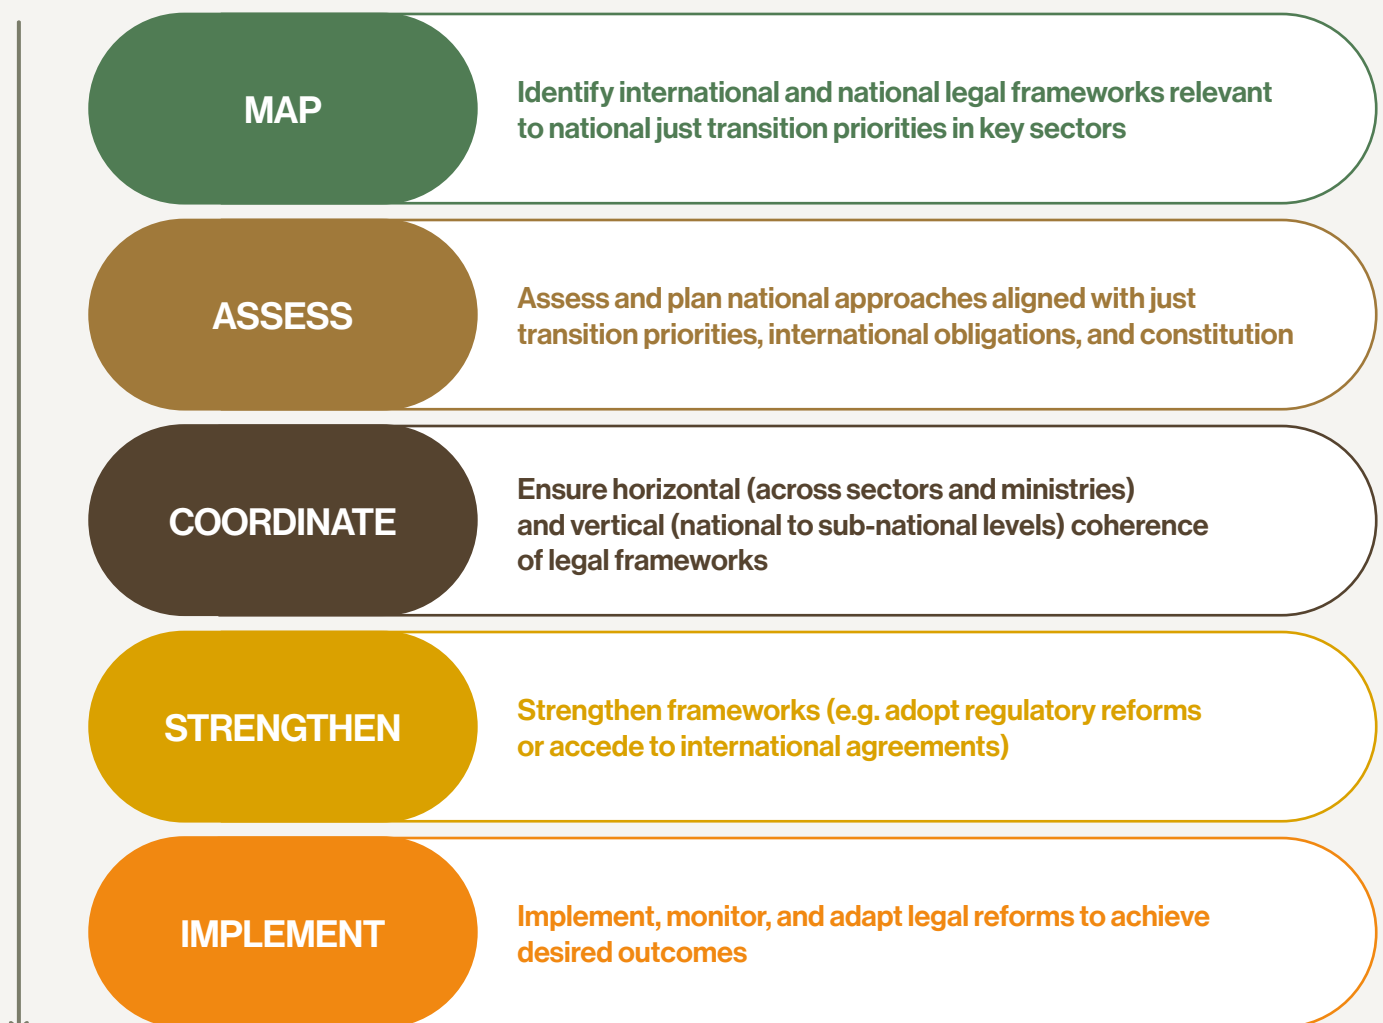 MAP
Identify international and national legal frameworks relevant
to national just transition priorities in key sectors
ASSESS
Assess and plan national approaches aligned with just
transition priorities, international obligations, and constitution
COORDINATE
Ensure horizontal (across sectors and ministries)
and vertical (national to sub-national levels) coherence
of legal frameworks
STRENGTHEN
Strengthen frameworks (e.g. adopt regulatory reforms
or accede to international agreements)
IMPLEMENT
Implement, monitor, and adapt legal reforms to achieve
desired outcomes